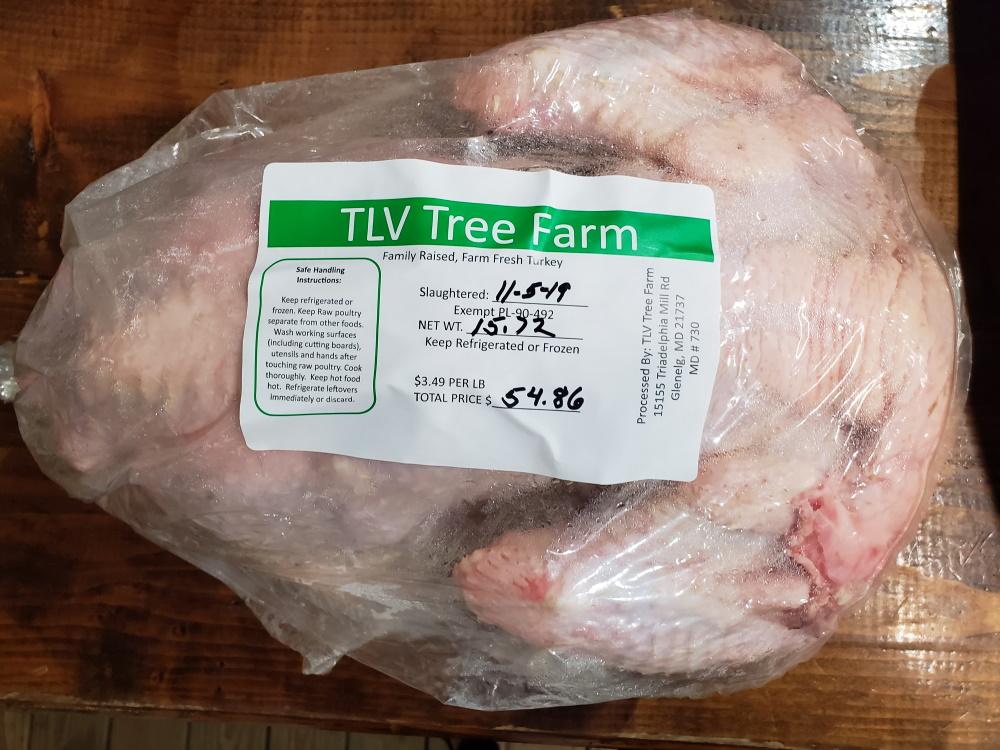 TLV Tree Farm
Family Raised, Farm Fresh Turkey
Safe Handling
Instructions:
Keep refrigerated or
frozen. Keep Raw poultry
separate from other foods.
Wash working surfaces
(including cutting boards),
utensils and hands after
touching raw poultry. Cook
thoroughly. Keep hot food
hot. Refrigerate leftovers
Immediately or discard.
Slaughtered: 11-5-19
Exempt PL-90-492
NET WT. 15.72
Keep Refrigerated or Frozen
$3.49 PER LB
TOTAL PRICE $ 54.86
Processed By: TLV Tree Farm
15155 Triadelphia Mill Rd
Glenelg, MD 21737
MD # 730